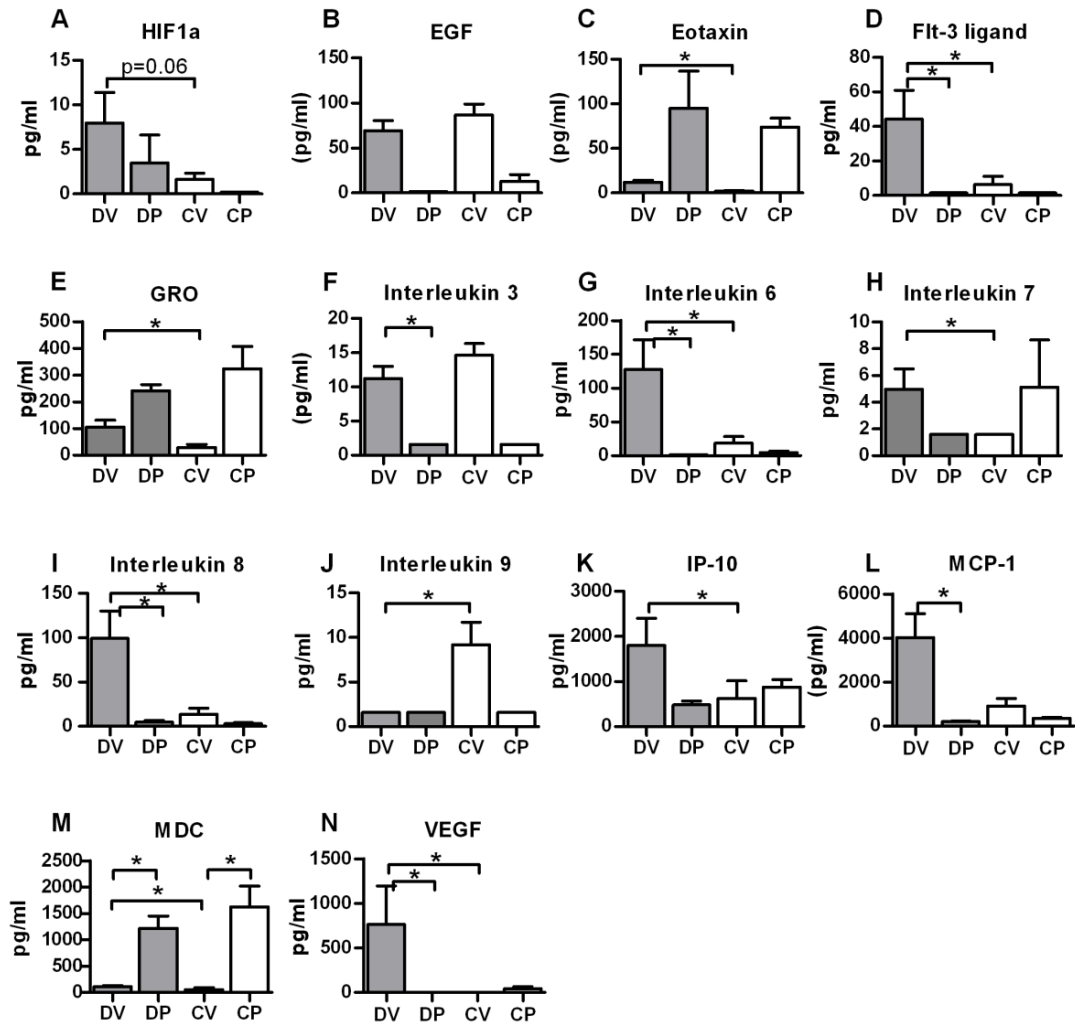 A
HIF1a
15
10
5
0
pg/ml
p=0.06
DV DP CV CP
B
EGF
150
100
50
0
(pg/ml)
DV DP CV CP
C
Eotaxin
150
100
50
0
(pg/ml)
*
DV DP CV CP
D
Flt-3 ligand
80
60
40
20
0
pg/ml
*
*
DV DP CV CP
E
GRO
500
400
300
200
100
0
pg/ml
*
DV DP CV CP
F
Interleukin 3
20
15
10
5
0
(pg/ml)
*
DV DP CV CP
G
Interleukin 6
200
150
100
50
0
pg/ml
*
*
DV DP CV CP
H
Interleukin 7
10
8
6
4
2
0
pg/ml
*
DV DP CV CP
I
Interleukin 8
150
100
50
0
pg/ml
*
*
DV DP CV CP
J
Interleukin 9
15
10
5
0
pg/ml
*
DV DP CV CP
K
IP-10
3000
2000
1000
0
pg/ml
*
DV DP CV CP
L
MCP-1
6000
4000
2000
0
(pg/ml)
*
DV DP CV CP
M
MDC
2500
2000
1500
1000
500
0
pg/ml
* *
*
DV DP CV CP
N
VEGF
1500
1000
500
0
pg/ml
*
*
DV DP CV CP